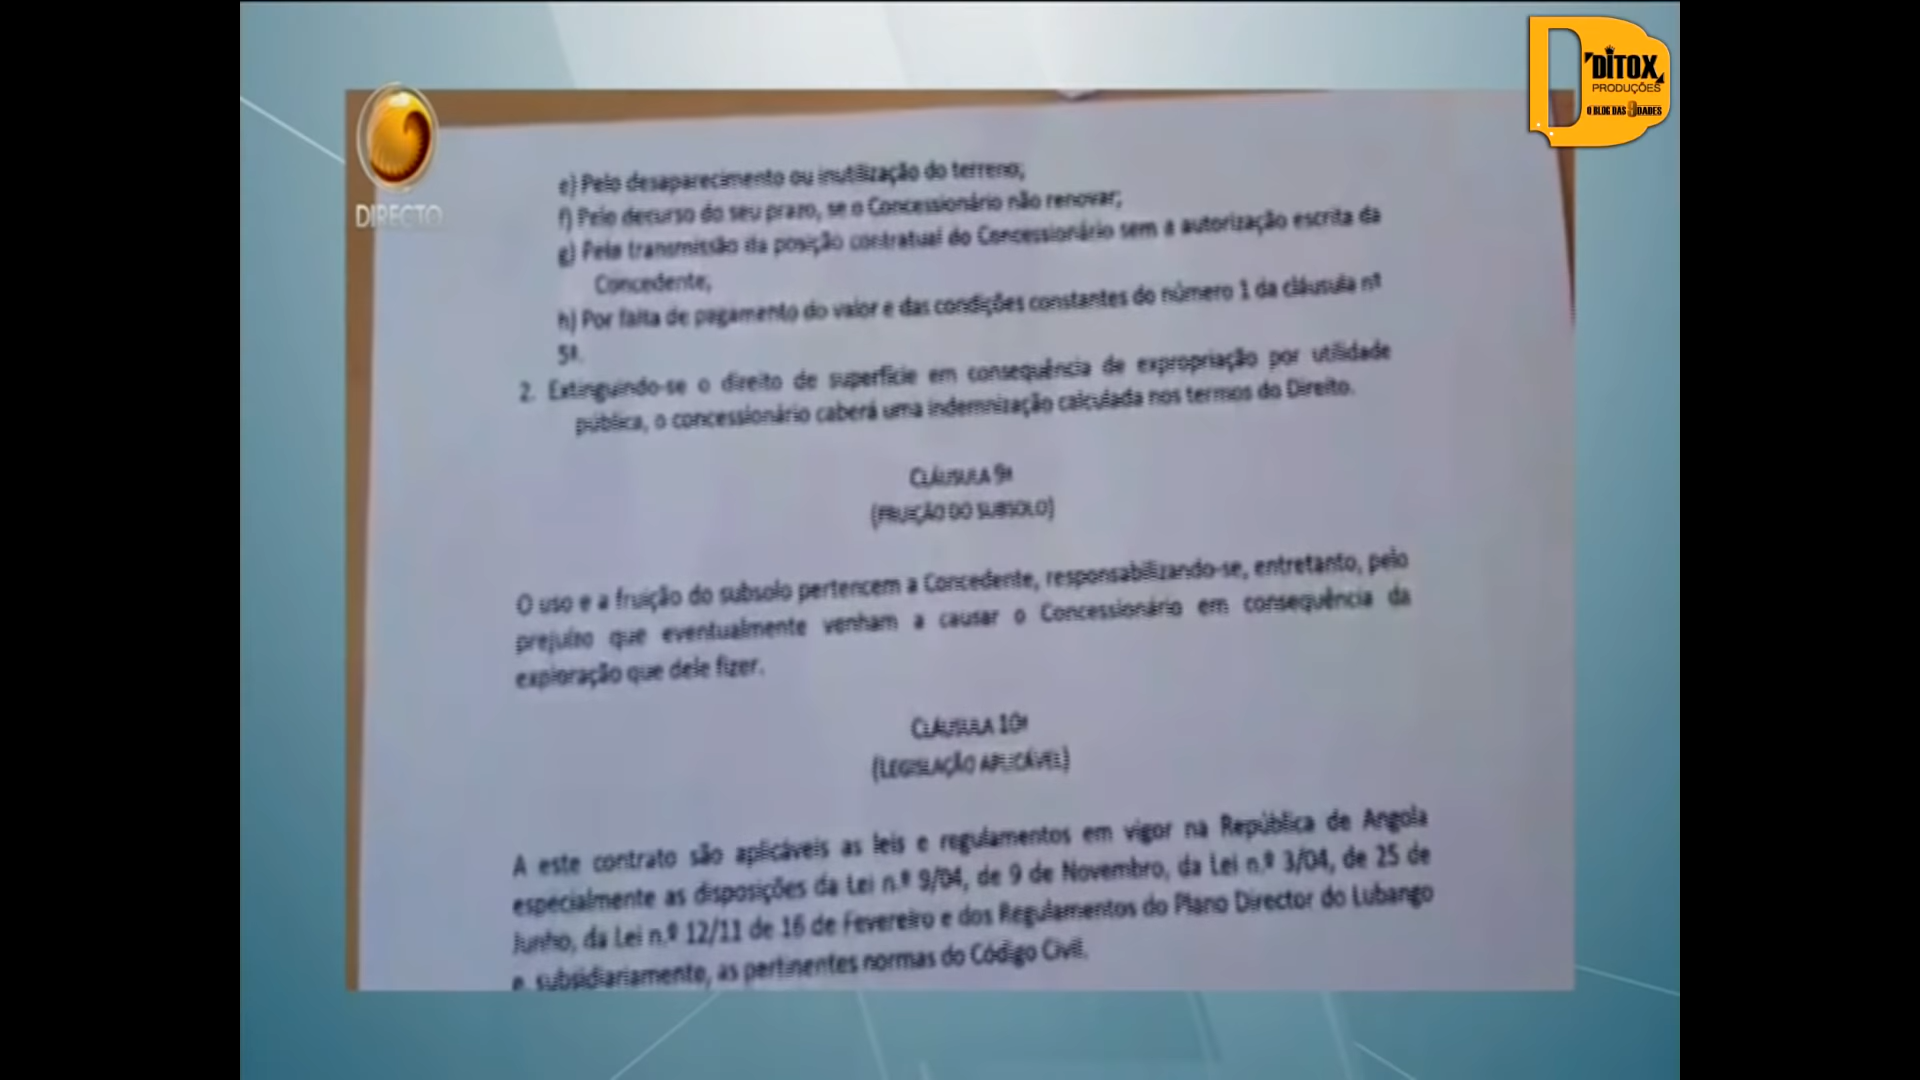 DITOX
PRODUÇÕES
O BLOG DAS 9DADES
DIRECTO
e) Pelo desaparecimento ou inutilização do terreno;
f) Pelo decurso do seu prazo, se o Concessionário não renovar;
g) Pela transmissão da posição contratual do Concessionário sem a autorização escrita da
Concedente;
h) Por falta de pagamento do valor e das condições constantes do número 1 da cláusula nª
5ª.
2. Extinguindo-se o direito de superfície em consequência de expropriação por utilidade
pública, o concessionário caberá uma indemnização calculada nos termos do Direito.
CLÁUSULA 9ª
(FRUIÇÃO DO SUBSOLO)
O uso e a fruição do subsolo pertencem a Concedente, responsabilizando-se, entretanto, pelo
prejuízo que eventualmente venham a causar o Concessionário em consequência da
exploração que dele fizer.
CLÁUSULA 10ª
(LEGISLAÇÃO APLICÁVEL)
A este contrato são aplicáveis as leis e regulamentos em vigor na República de Angola
especialmente as disposições da Lei n.º 9/04, de 9 de Novembro, da Lei n.º 3/04, de 25 de
Junho, da Lei n.º 12/11 de 16 de Fevereiro e dos Regulamentos do Plano Director do Lubango
e, subsidiariamente, as pertinentes normas do Código Civil.